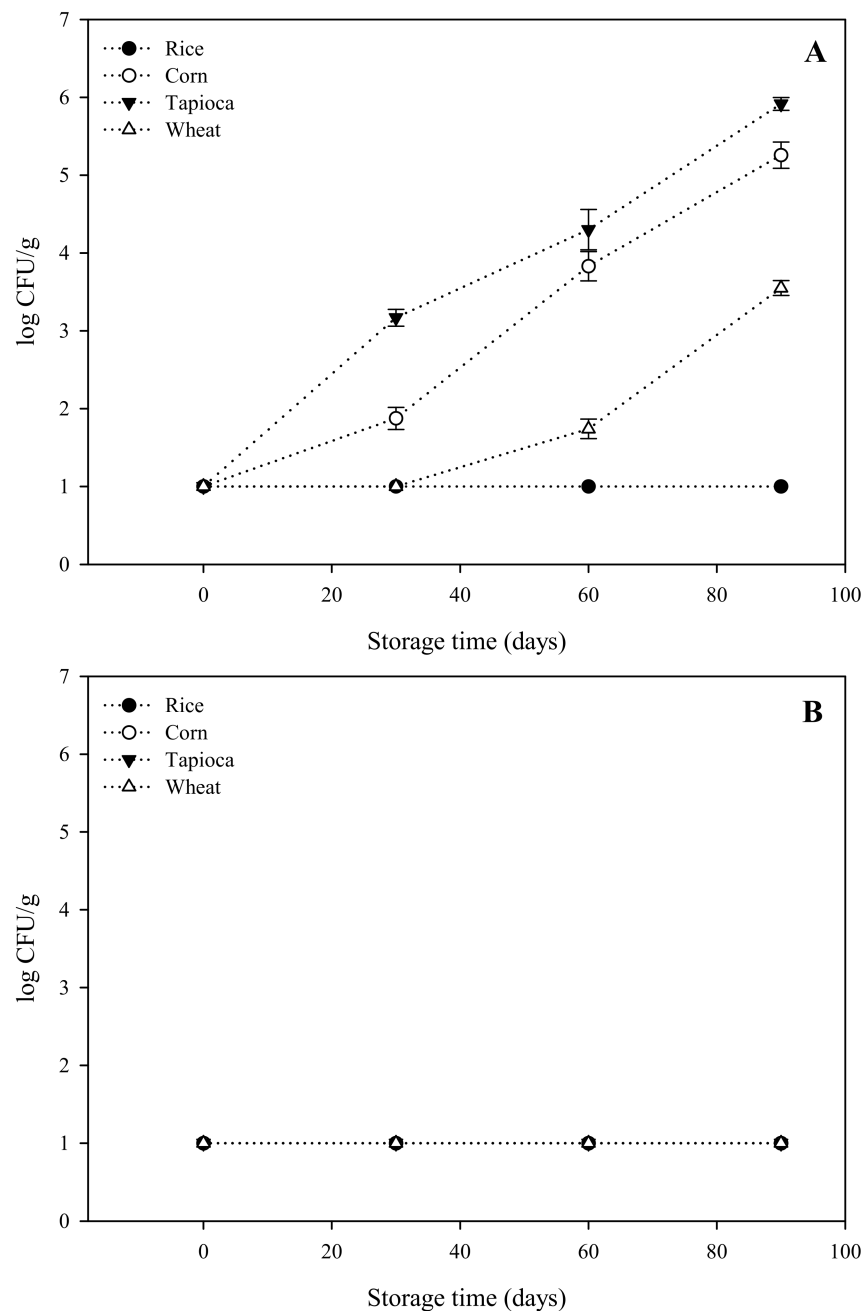 7
6
5
4
3
2
1
0
log CFU/g
Rice
Corn
Tapioca
Wheat
A
0 20 40 60 80 100
Storage time (days)
7
6
5
4
3
2
1
0
log CFU/g
Rice
Corn
Tapioca
Wheat
B
0 20 40 60 80 100
Storage time (days)